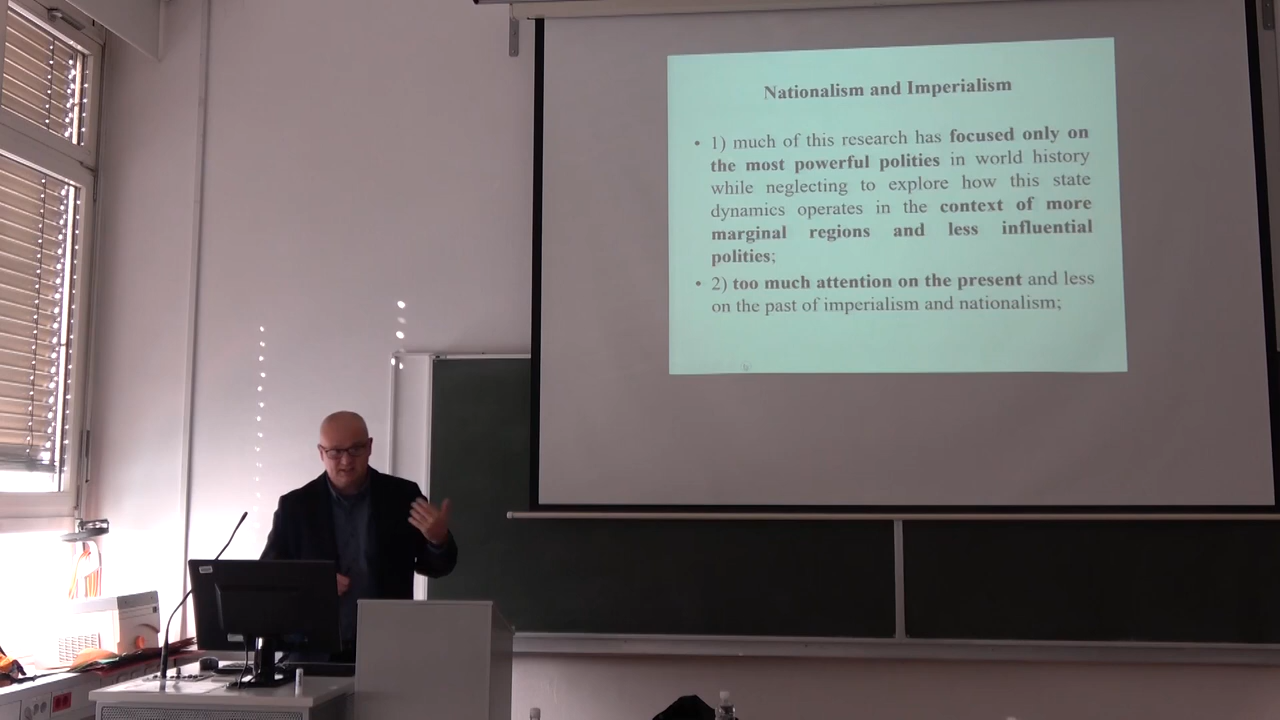 Nationalism and Imperialism
• 1) much of this research has focused only on
the most powerful polities in world history
while neglecting to explore how this state
dynamics operates in the context of more
marginal regions and less influential
polities;
• 2) too much attention on the present and less
on the past of imperialism and nationalism;